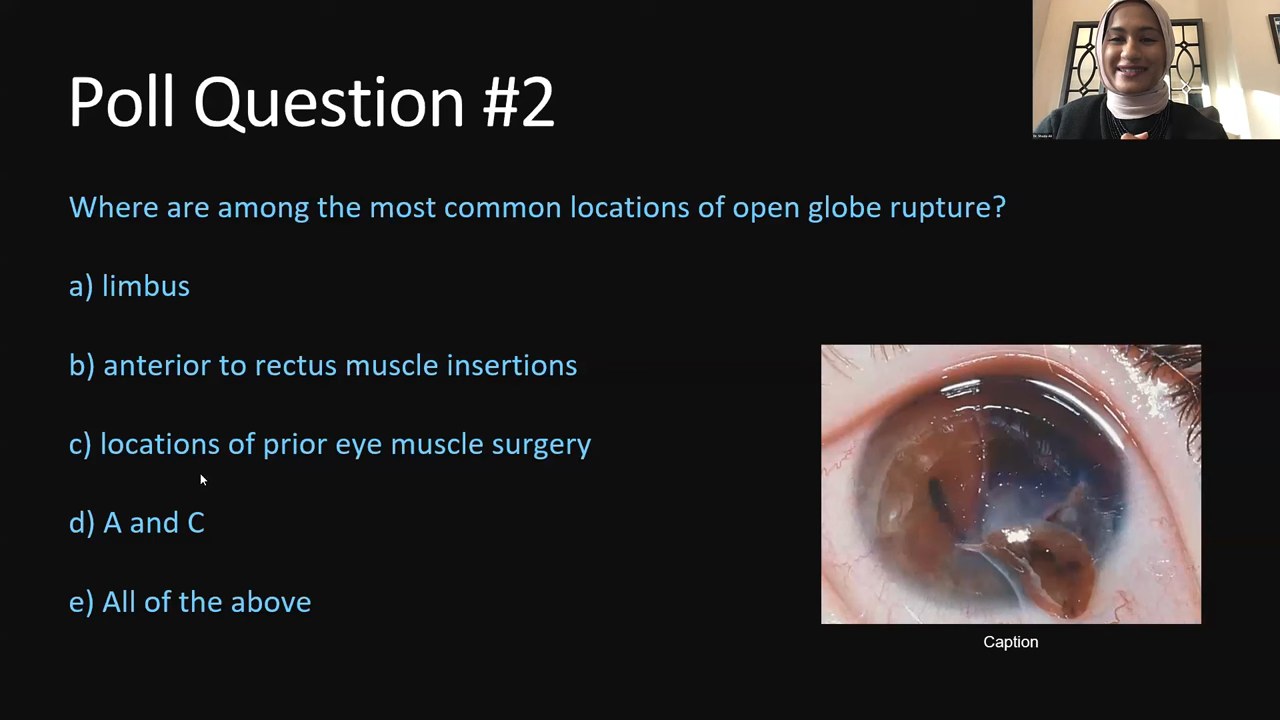 Poll Question #2
Where are among the most common locations of open globe rupture?
a) limbus
b) anterior to rectus muscle insertions
c) locations of prior eye muscle surgery
d) A and C
e) All of the above
Caption